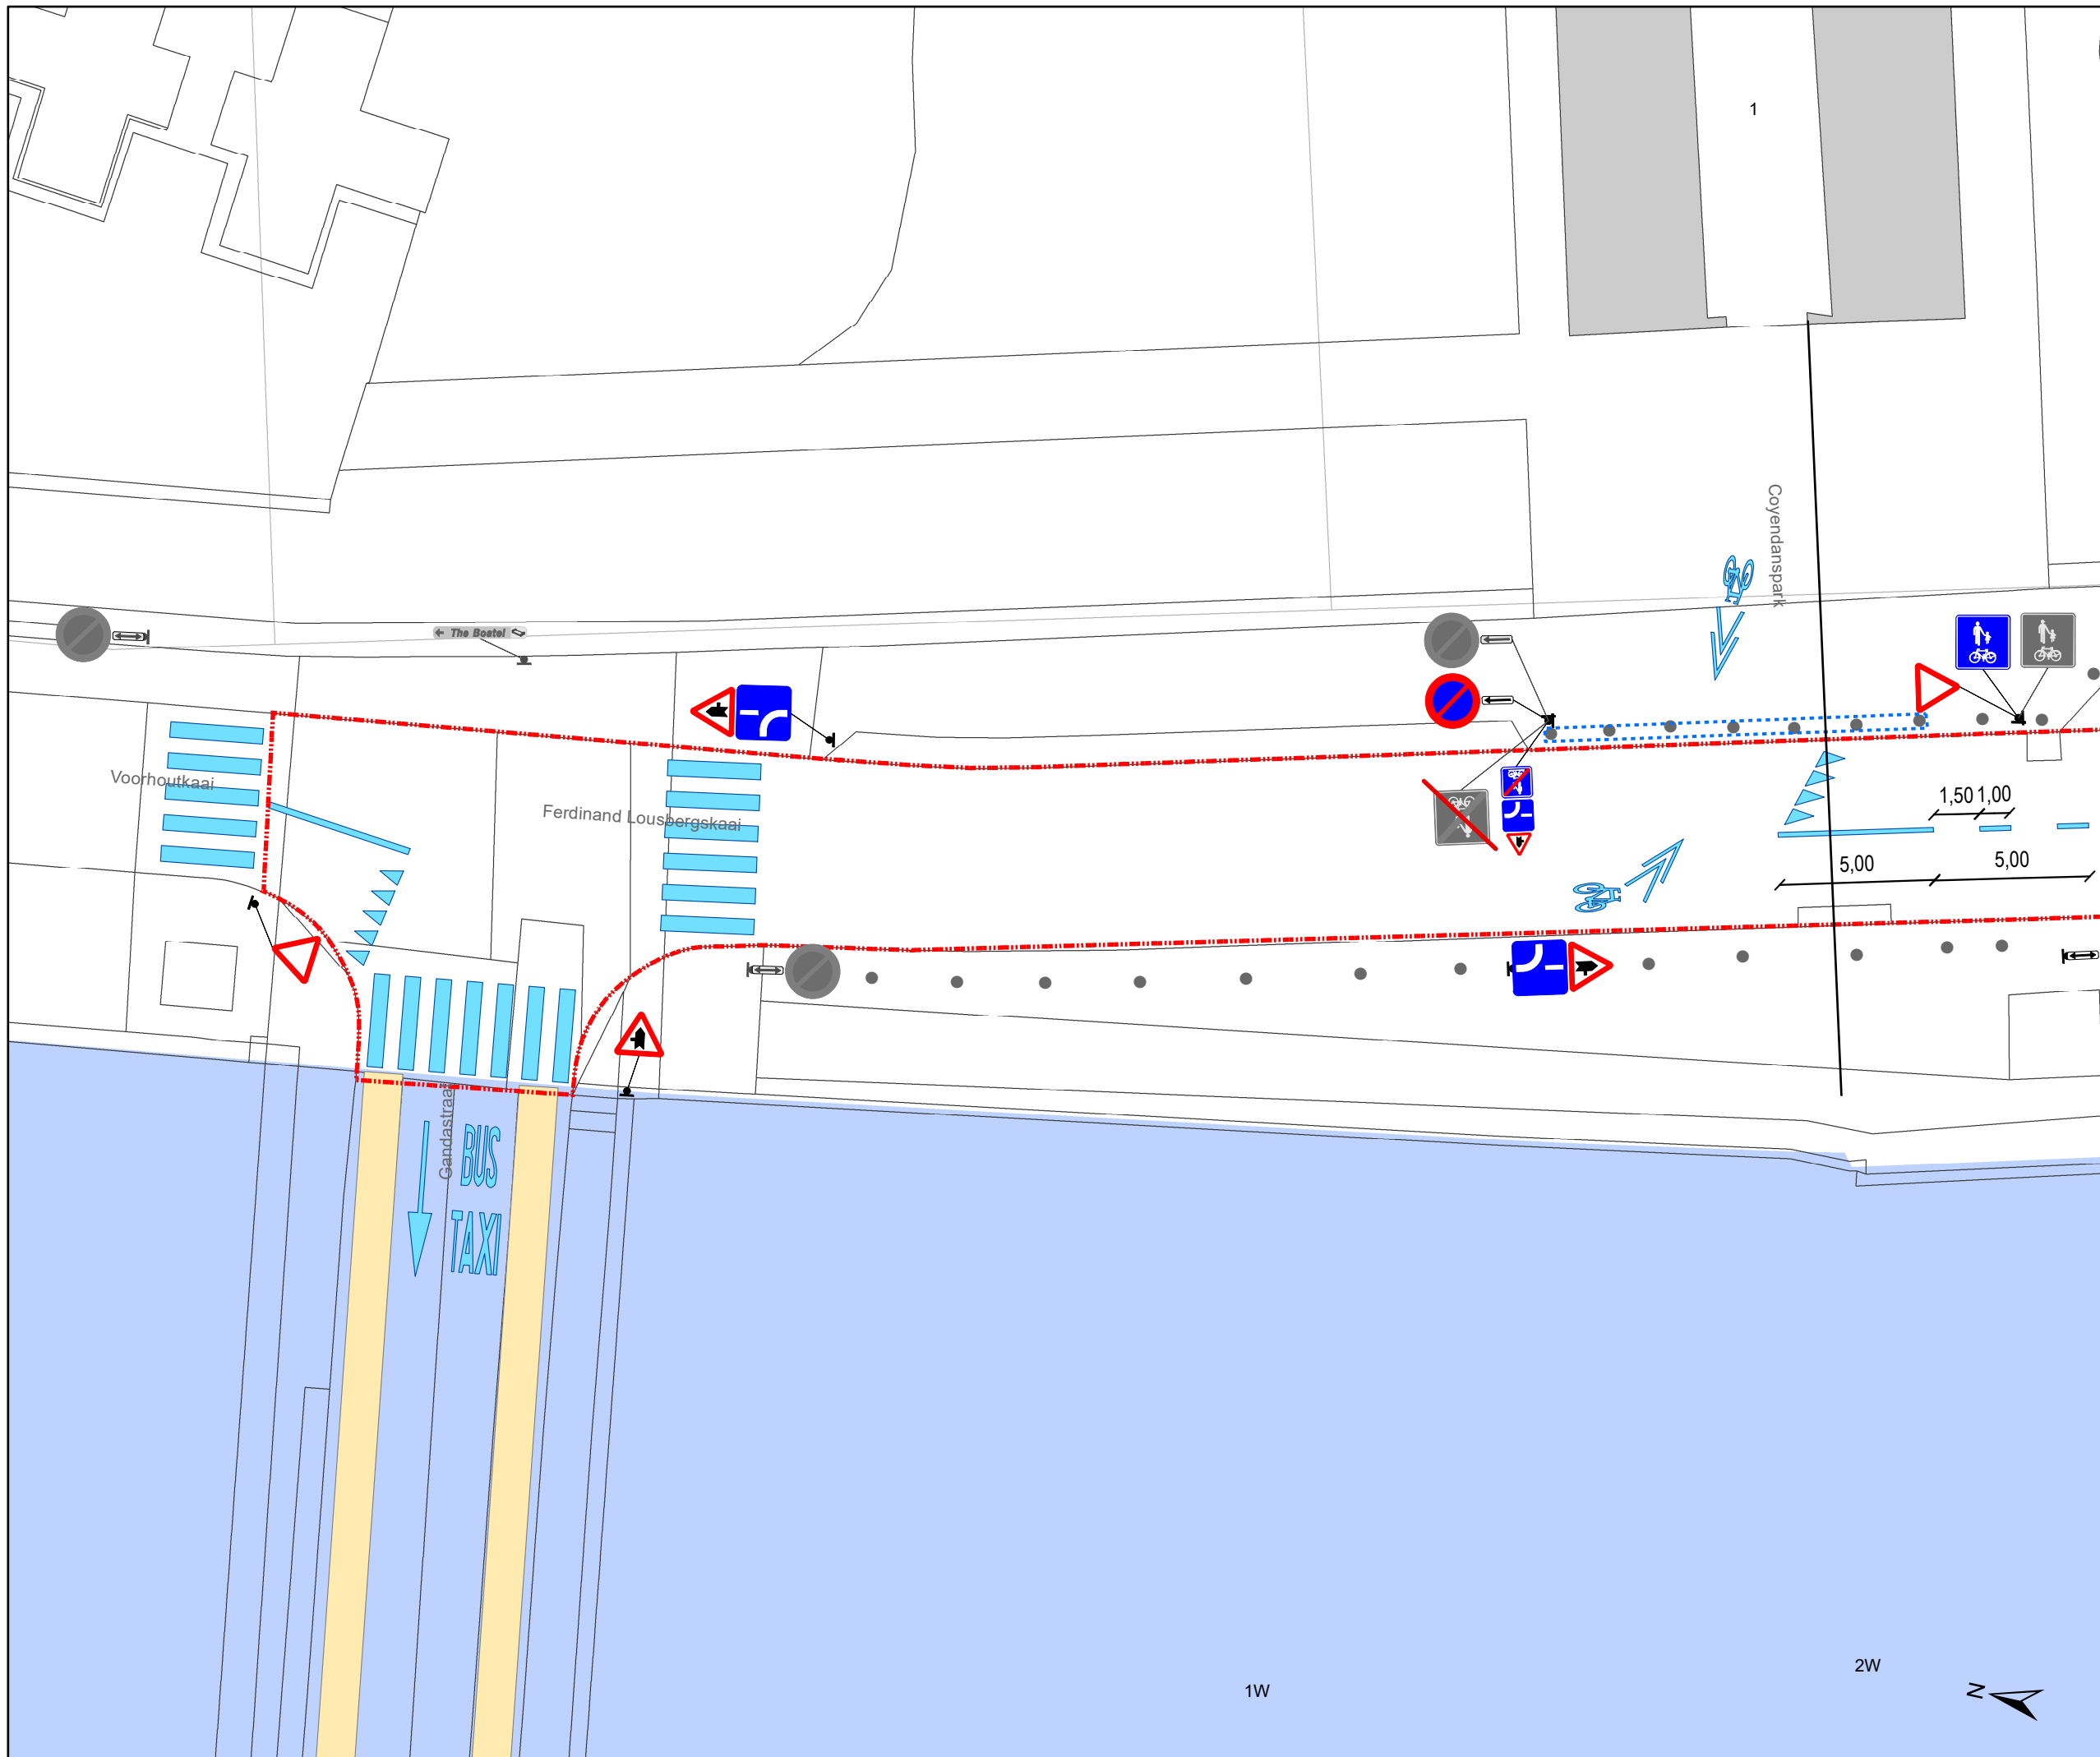 1
Coyendanspark
The Boatel
Voorhoutkaai
Ferdinand Lousbergskaai
1,50 1,00
5,00
5,00
Gandastraat
BUS
TAXI
2W
1W
N